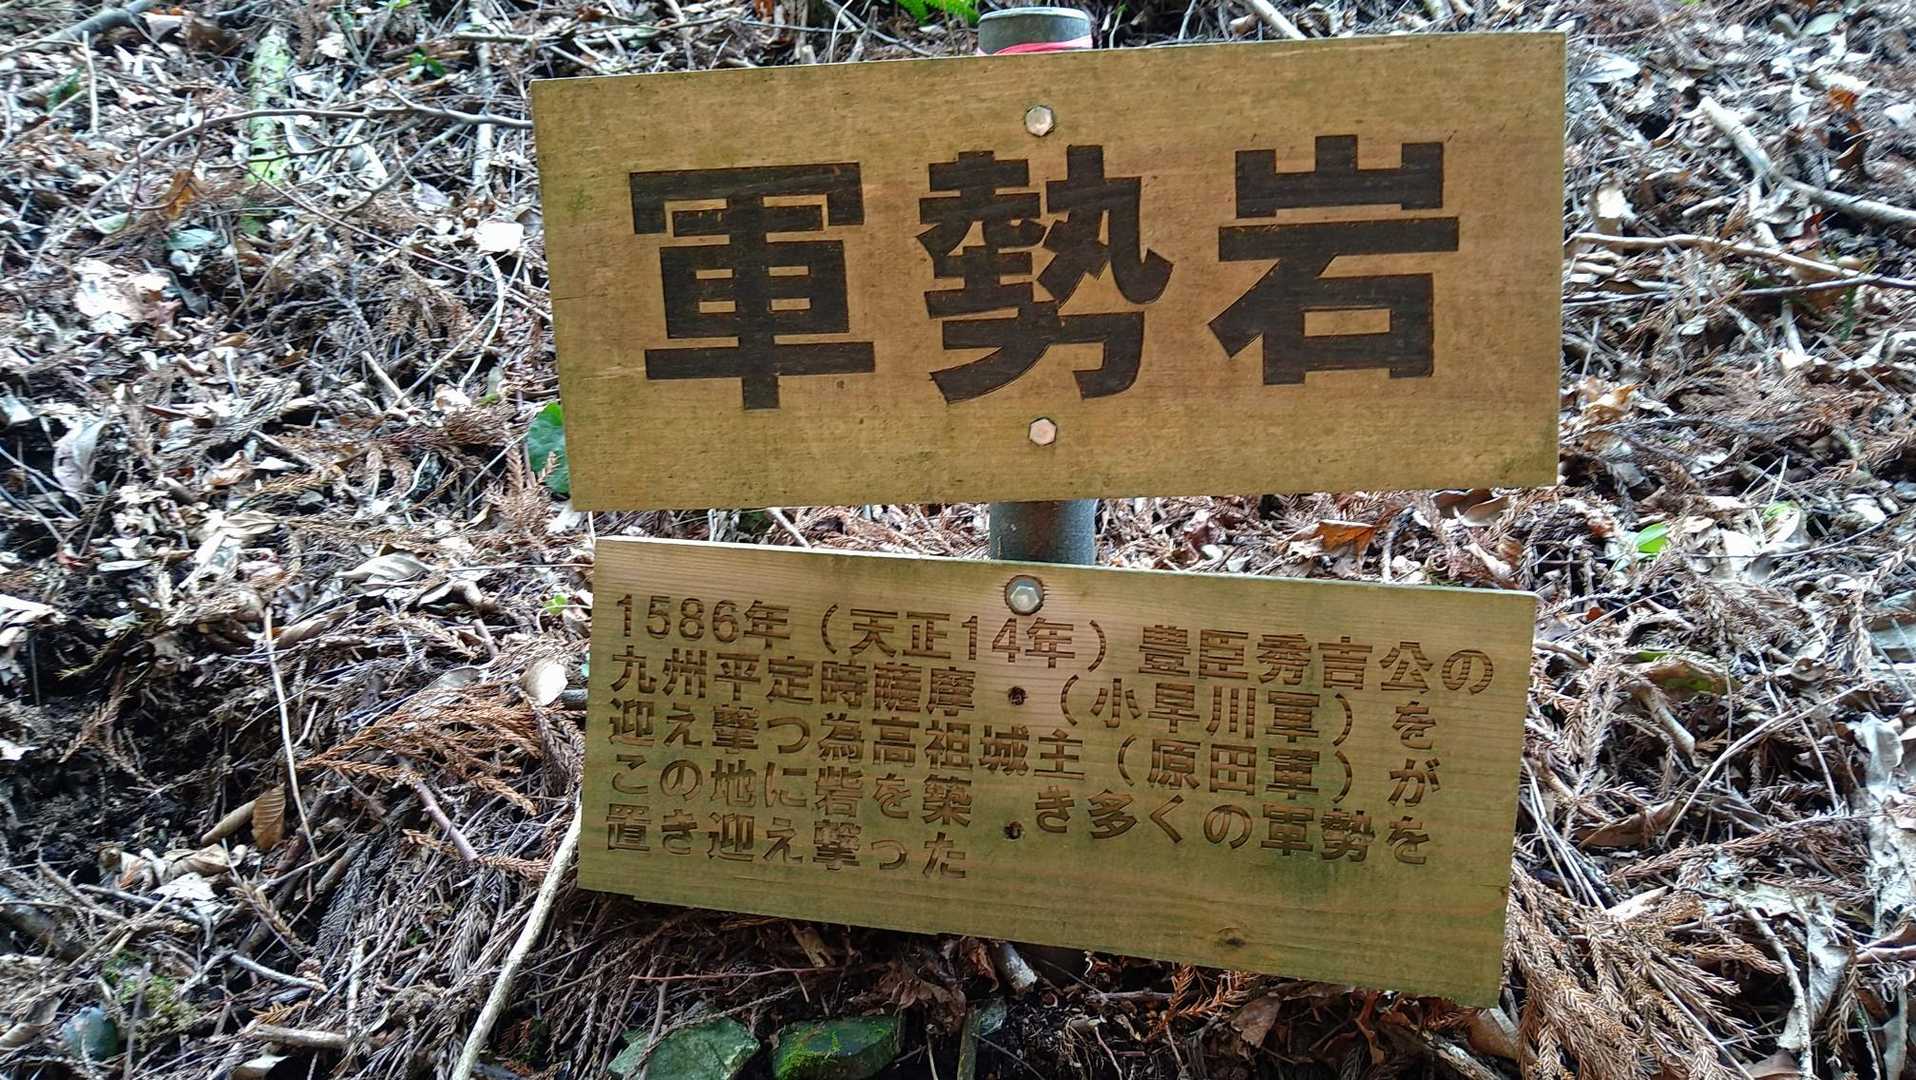 軍勢岩
1586年（天正14年）豊臣秀吉公の
九州平定時薩摩（小早川軍）を
迎え撃つ為高祖城主（原田軍）が
この地に砦を築き多くの軍勢を
置き迎え撃った